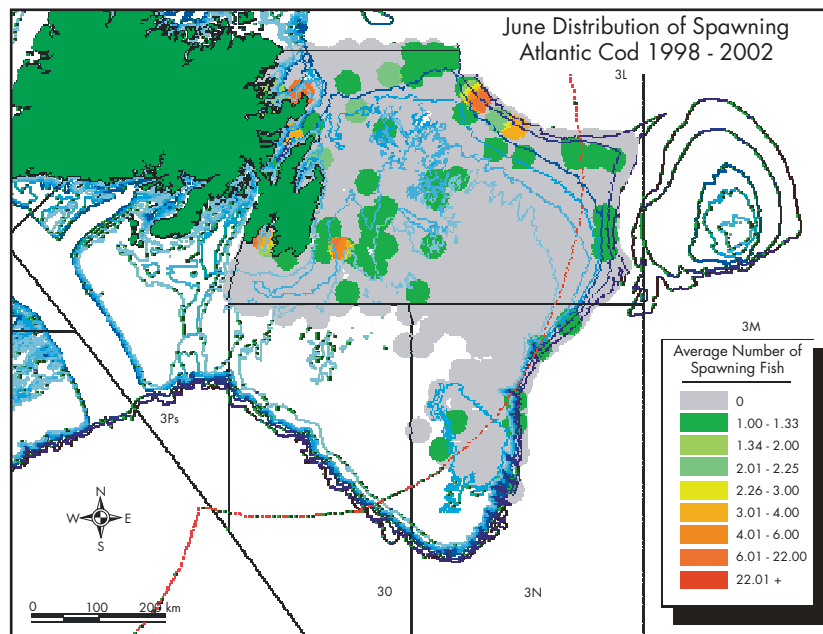 June Distribution of Spawning
Atlantic Cod 1998 - 2002
3L
3M
3Ps
30
3N
N
W E
S
0 100 200 km
Average Number of
Spawning Fish
0
1.00 - 1.33
1.34 - 2.00
2.01 - 2.25
2.26 - 3.00
3.01 - 4.00
4.01 - 6.00
6.01 - 22.00
22.01 +